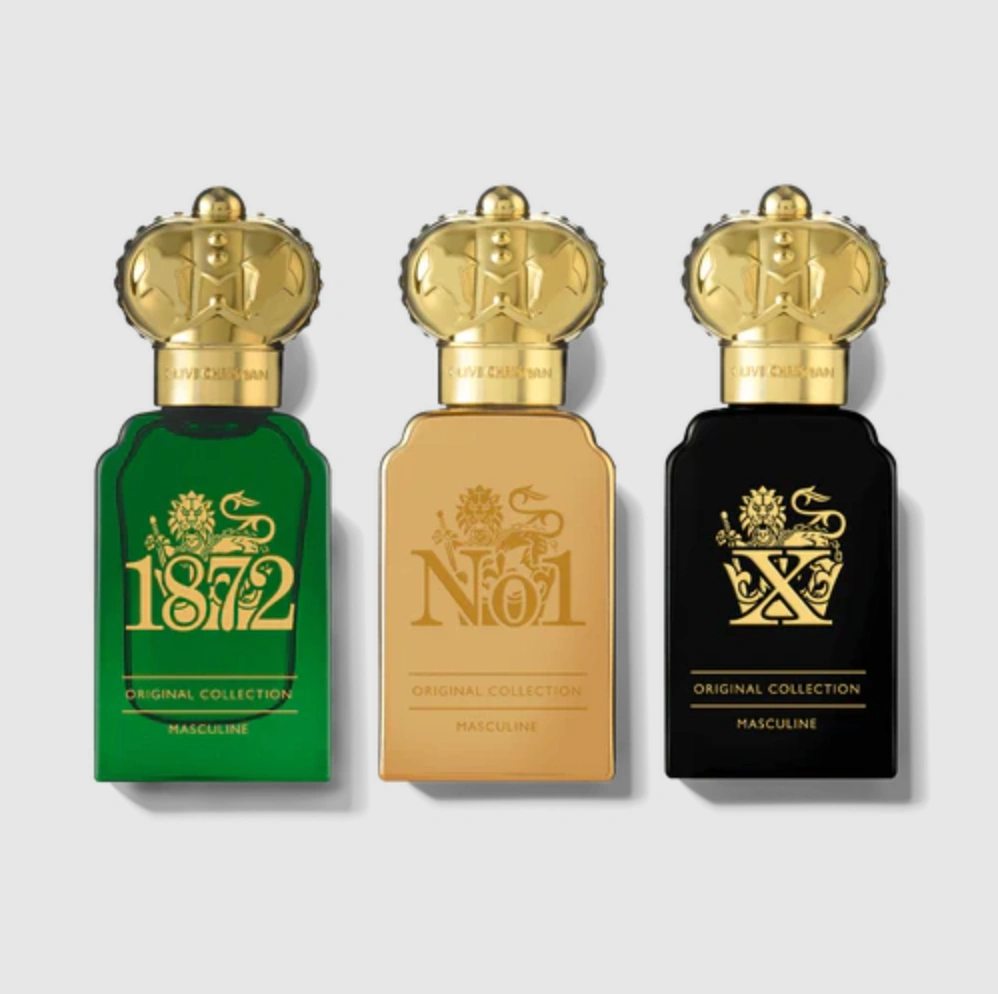 CLIVE CHRISTIAN
1872
ORIGINAL COLLECTION
MASCULINE
CLIVE CHRISTIAN
No1
ORIGINAL COLLECTION
MASCULINE
CLIVE CHRISTIAN
X
ORIGINAL COLLECTION
MASCULINE